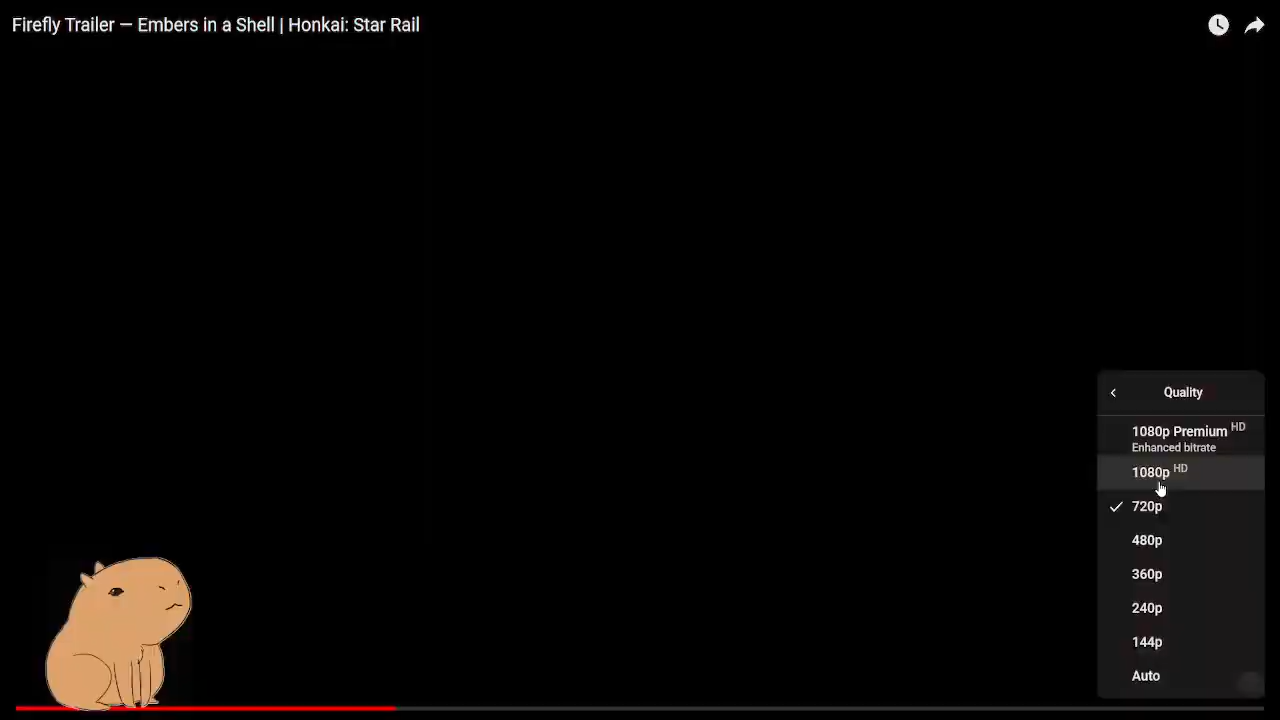 Firefly Trailer — Embers in a Shell | Honkai: Star Rail
Quality
1080p Premium HD
Enhanced bitrate
1080p HD
720p
480p
360p
240p
144p
Auto